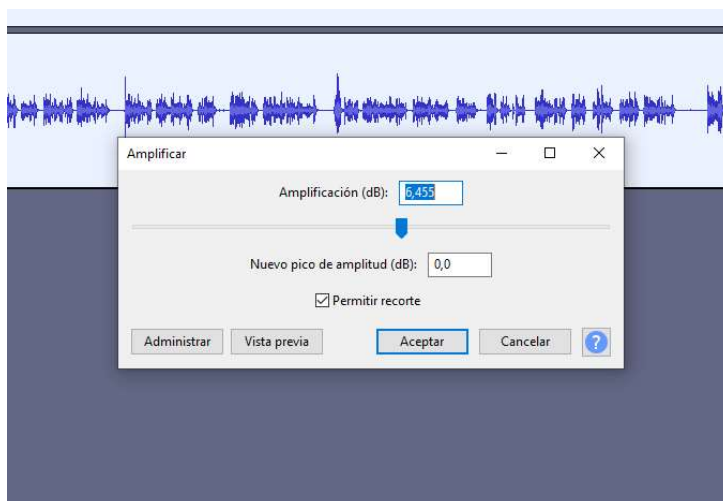 Amplificar
Amplificación (dB): 6,455
Nuevo pico de amplitud (dB): 0,0
Permitir recorte
Administrar Vista previa Aceptar Cancelar ?